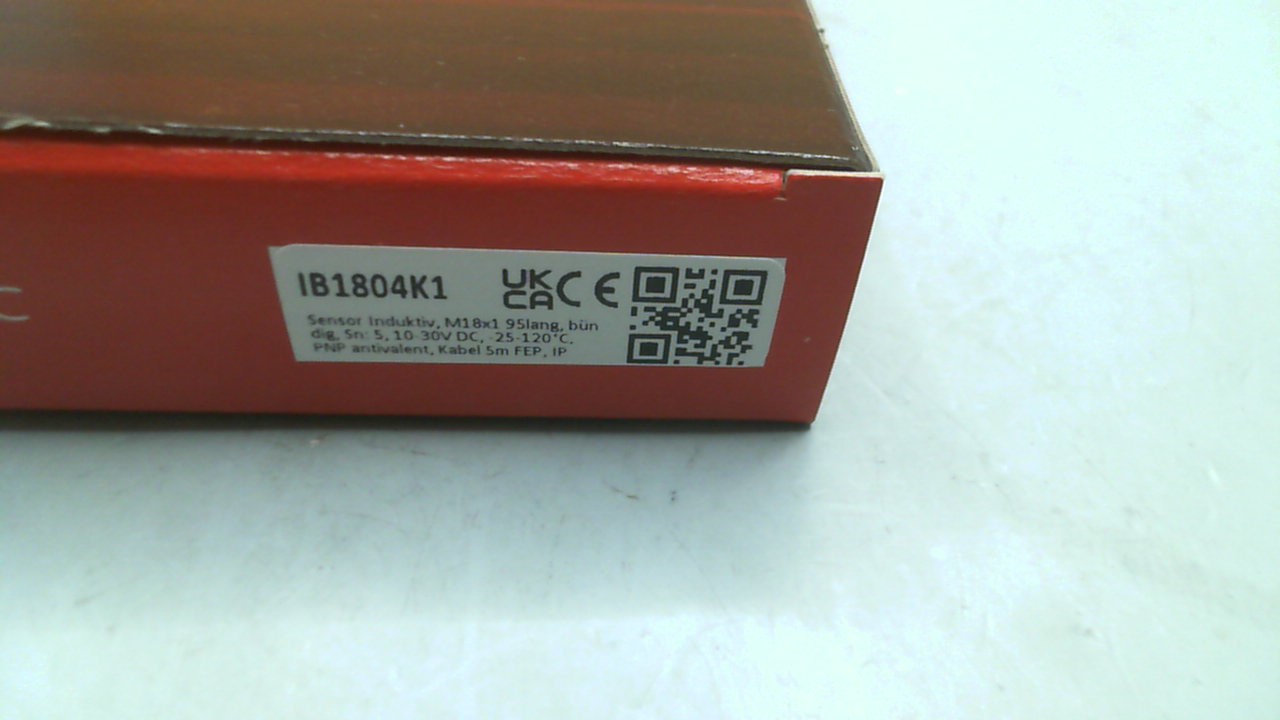 IB1804K1
UK
CA CE
Sensor Induktiv, M18x1 95lang, bün
dig, Sn: 5, 10-30V DC, -25-120°C,
PNP antivalent, Kabel 5m FEP, IP